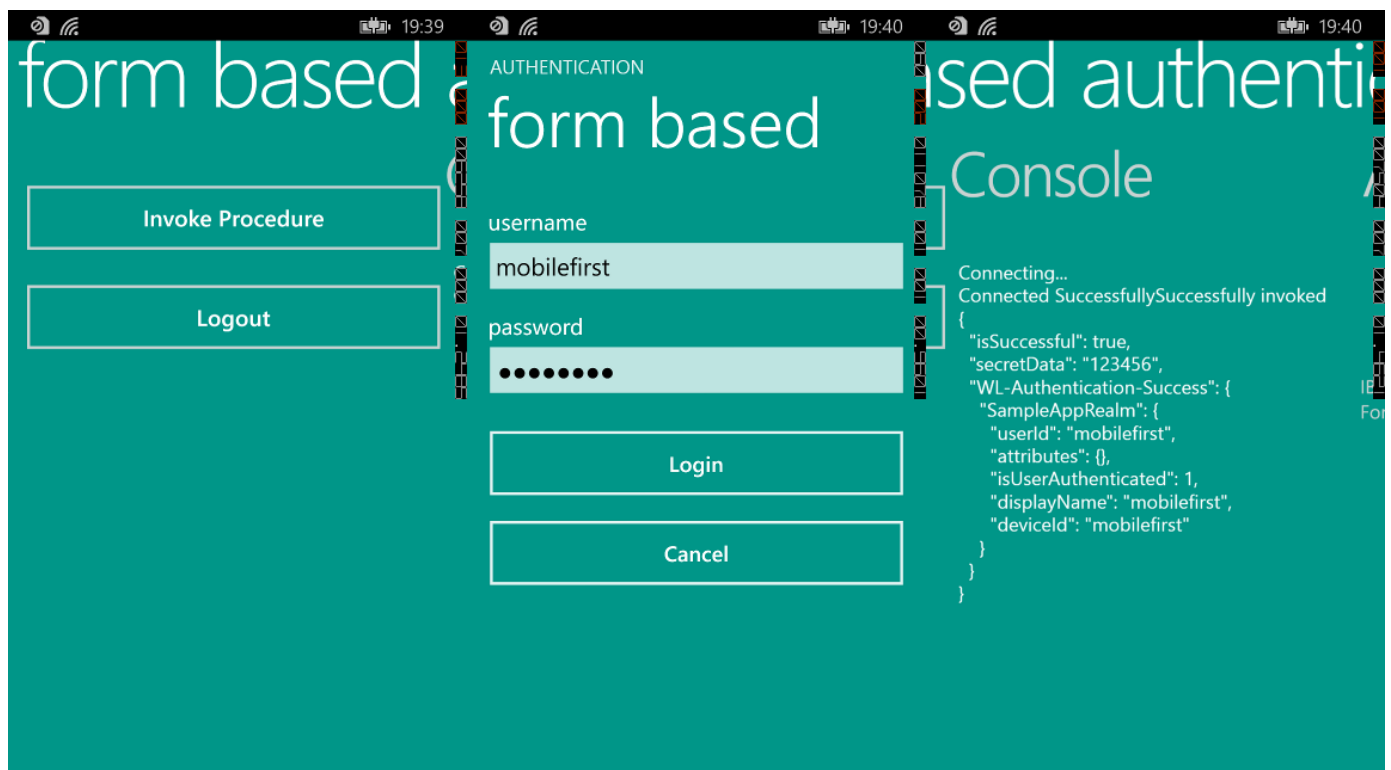 19:39
form based
Invoke Procedure
Logout
19:40
AUTHENTICATION
form based
username
mobilefirst
password
●●●●●●●●
Login
Cancel
19:40
sed authenti
Console
Connecting...
Connected SuccessfullySuccessfully invoked
{
"isSuccessful": true,
"secretData": "123456",
"WL-Authentication-Success": {
"SampleAppRealm": {
"userId": "mobilefirst",
"attributes": {},
"isUserAuthenticated": 1,
"displayName": "mobilefirst",
"deviceId": "mobilefirst"
}
}
}
For